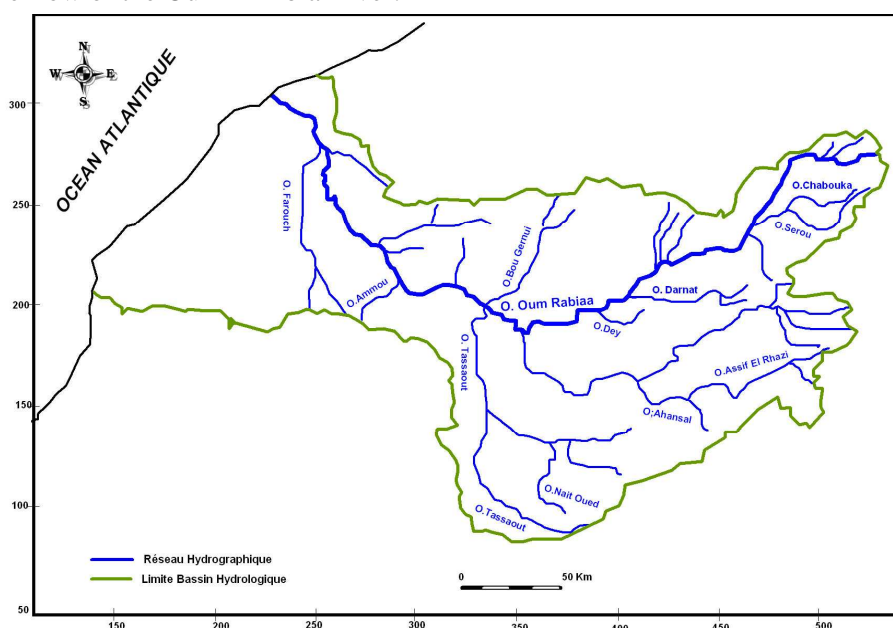 N
W E
S
OCEAN ATLANTIQUE
O. Farouch
O.Ammou
O.Bou Gernui
O. Oum Rabiaa
O.Chabouka
O.Serou
O. Darnat
O.Dey
O. Tassaout
O.Assif El Rhazi
O;Ahansal
O.Nait Oued
O.Tassaout
Réseau Hydrographique
Limite Bassin Hydrologique
0 50 Km
300
250
200
150
100
50
150 200 250 300 350 400 450 500